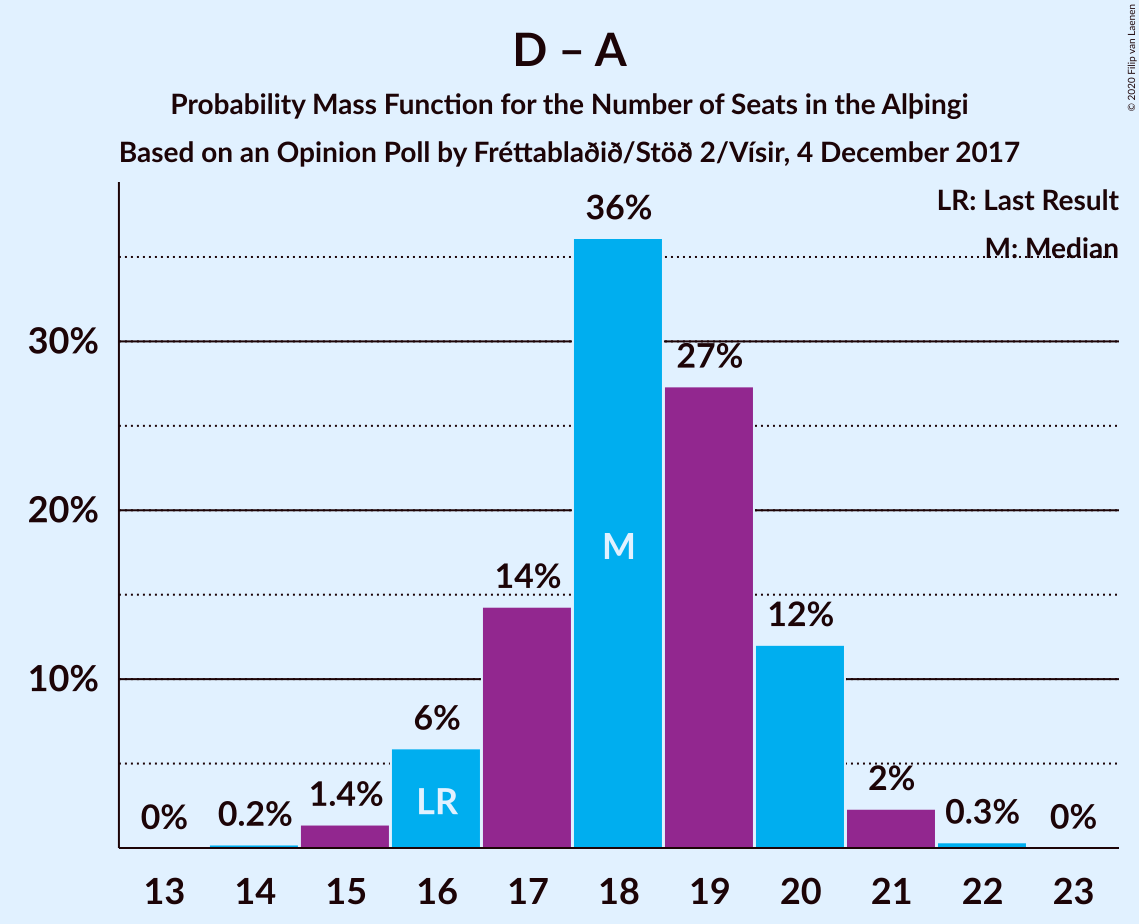 D – A
Probability Mass Function for the Number of Seats in the Alþingi
Based on an Opinion Poll by Fréttablaðið/Stöð 2/Vísir, 4 December 2017
© 2020 Filip van Laenen
LR: Last Result
M: Median
36%
30%
27%
20%
M
14%
12%
10%
6%
2%
1.4%
LR
0%
0.2%
0.3%
0%
13 14 15 16 17 18 19 20 21 22 23